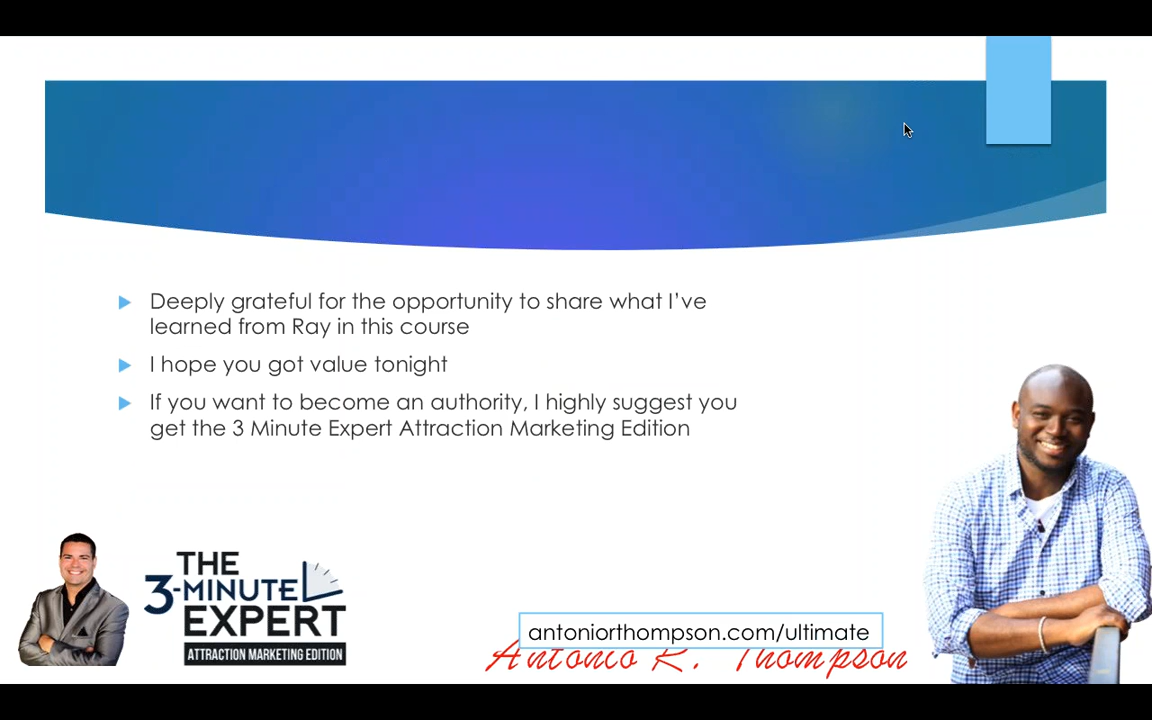 Deeply grateful for the opportunity to share what I've
learned from Ray in this course
I hope you got value tonight
If you want to become an authority, I highly suggest you
get the 3 Minute Expert Attraction Marketing Edition
THE
3-MINUTE
EXPERT
ATTRACTION MARKETING EDITION
antoniorthompson.com/ultimate
Antonio R. Thompson